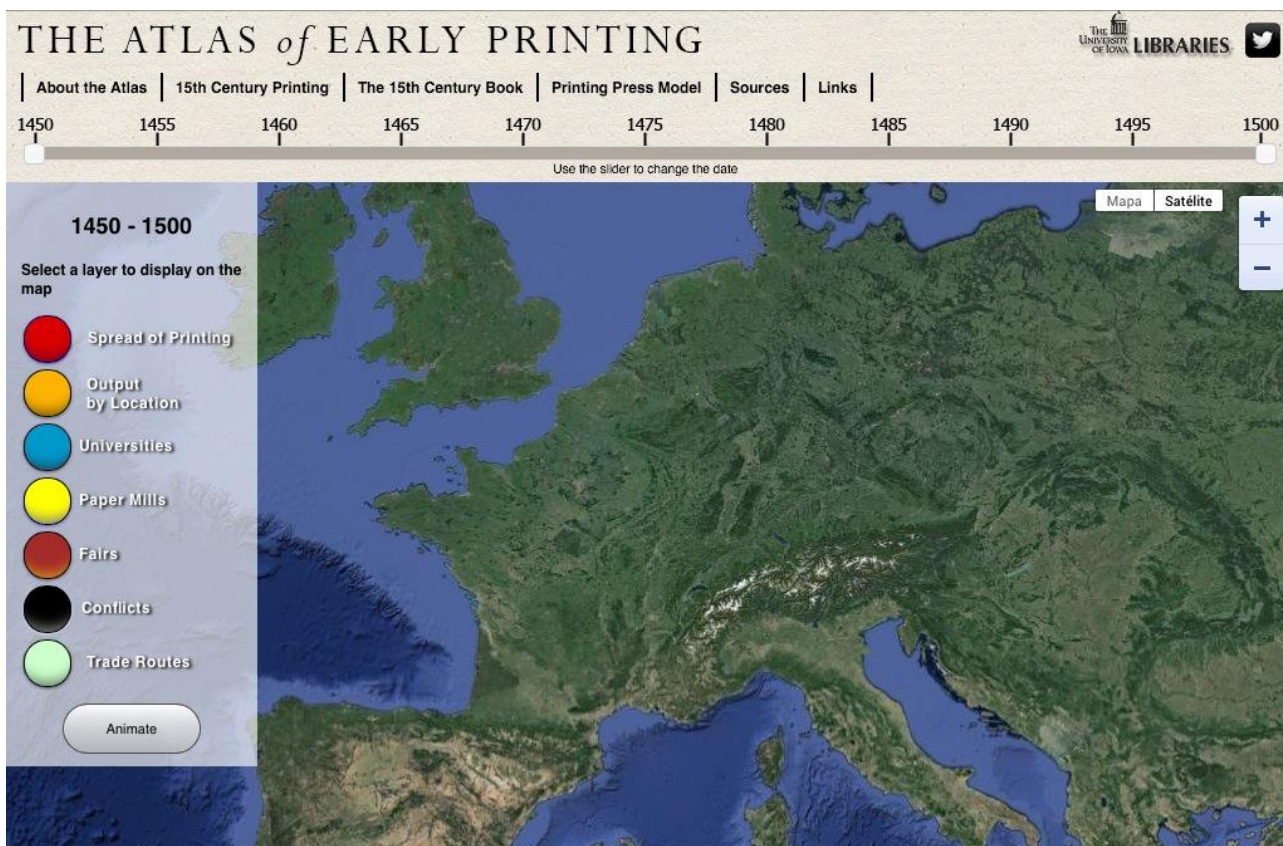 THE ATLAS of EARLY PRINTING
THE UNIVERSITY OF IOWA LIBRARIES
About the Atlas
15th Century Printing
The 15th Century Book
Printing Press Model
Sources
Links
1450 1455 1460 1465 1470 1475 1480 1485 1490 1495 1500
Use the slider to change the date
Mapa Satélite
+
−
1450 - 1500
Select a layer to display on the
map
Spread of Printing
Output
by Location
Universities
Paper Mills
Fairs
Conflicts
Trade Routes
Animate